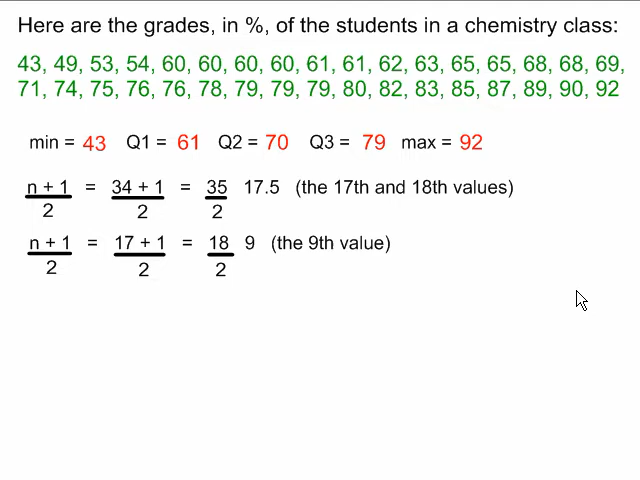 Here are the grades, in %, of the students in a chemistry class:
43, 49, 53, 54, 60, 60, 60, 60, 61, 61, 62, 63, 65, 65, 68, 68, 69,
71, 74, 75, 76, 76, 78, 79, 79, 79, 80, 82, 83, 85, 87, 89, 90, 92
min = 43 Q1 = 61 Q2 = 70 Q3 = 79 max = 92
n + 1 = 34 + 1 = 35 17.5 (the 17th and 18th values)
2 2 2
n + 1 = 17 + 1 = 18 9 (the 9th value)
2 2 2